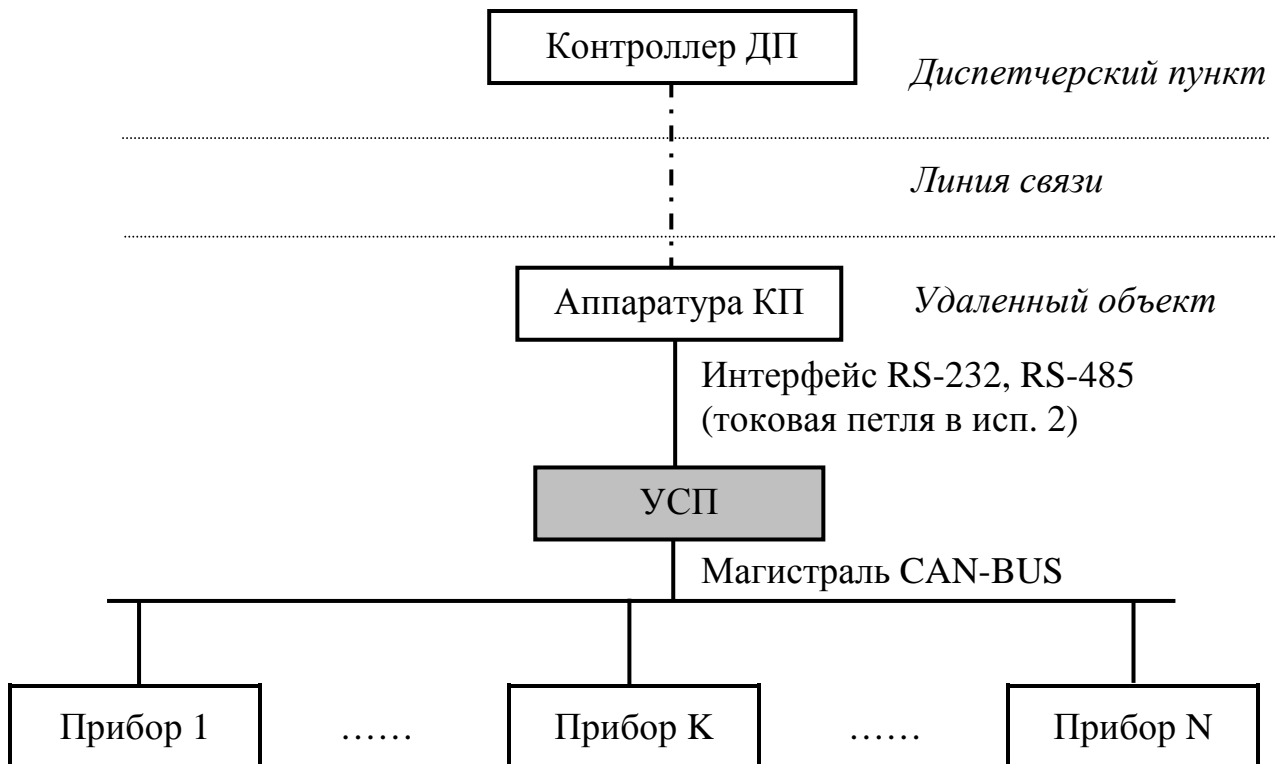 Контроллер ДП
Диспетчерский пункт
Линия связи
Аппаратура КП
Удаленный объект
Интерфейс RS-232, RS-485
(токовая петля в исп. 2)
УСП
Магистраль CAN-BUS
Прибор 1 …… Прибор K …… Прибор N